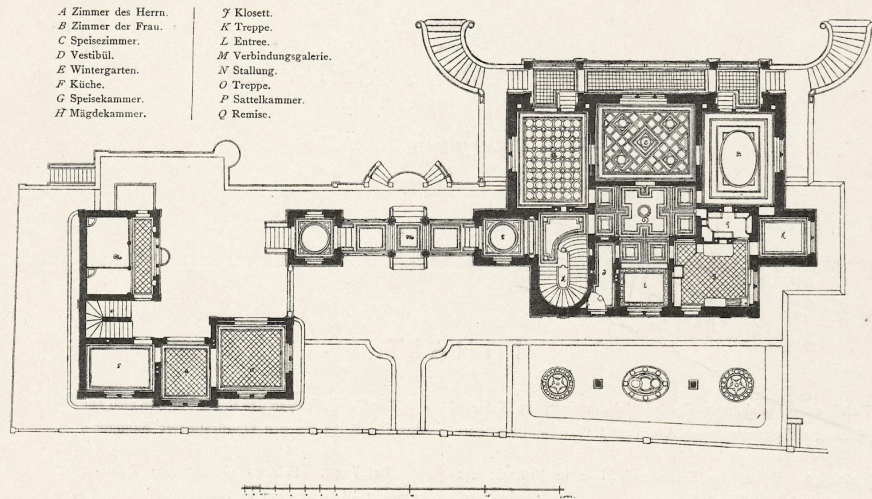 A Zimmer des Herrn.
B Zimmer der Frau.
C Speisezimmer.
D Vestibül.
E Wintergarten.
F Küche.
G Speisekammer.
H Mägdekammer.
J Klosett.
K Treppe.
L Entree.
M Verbindungsgalerie.
N Stallung.
O Treppe.
P Sattelkammer.
Q Remise.